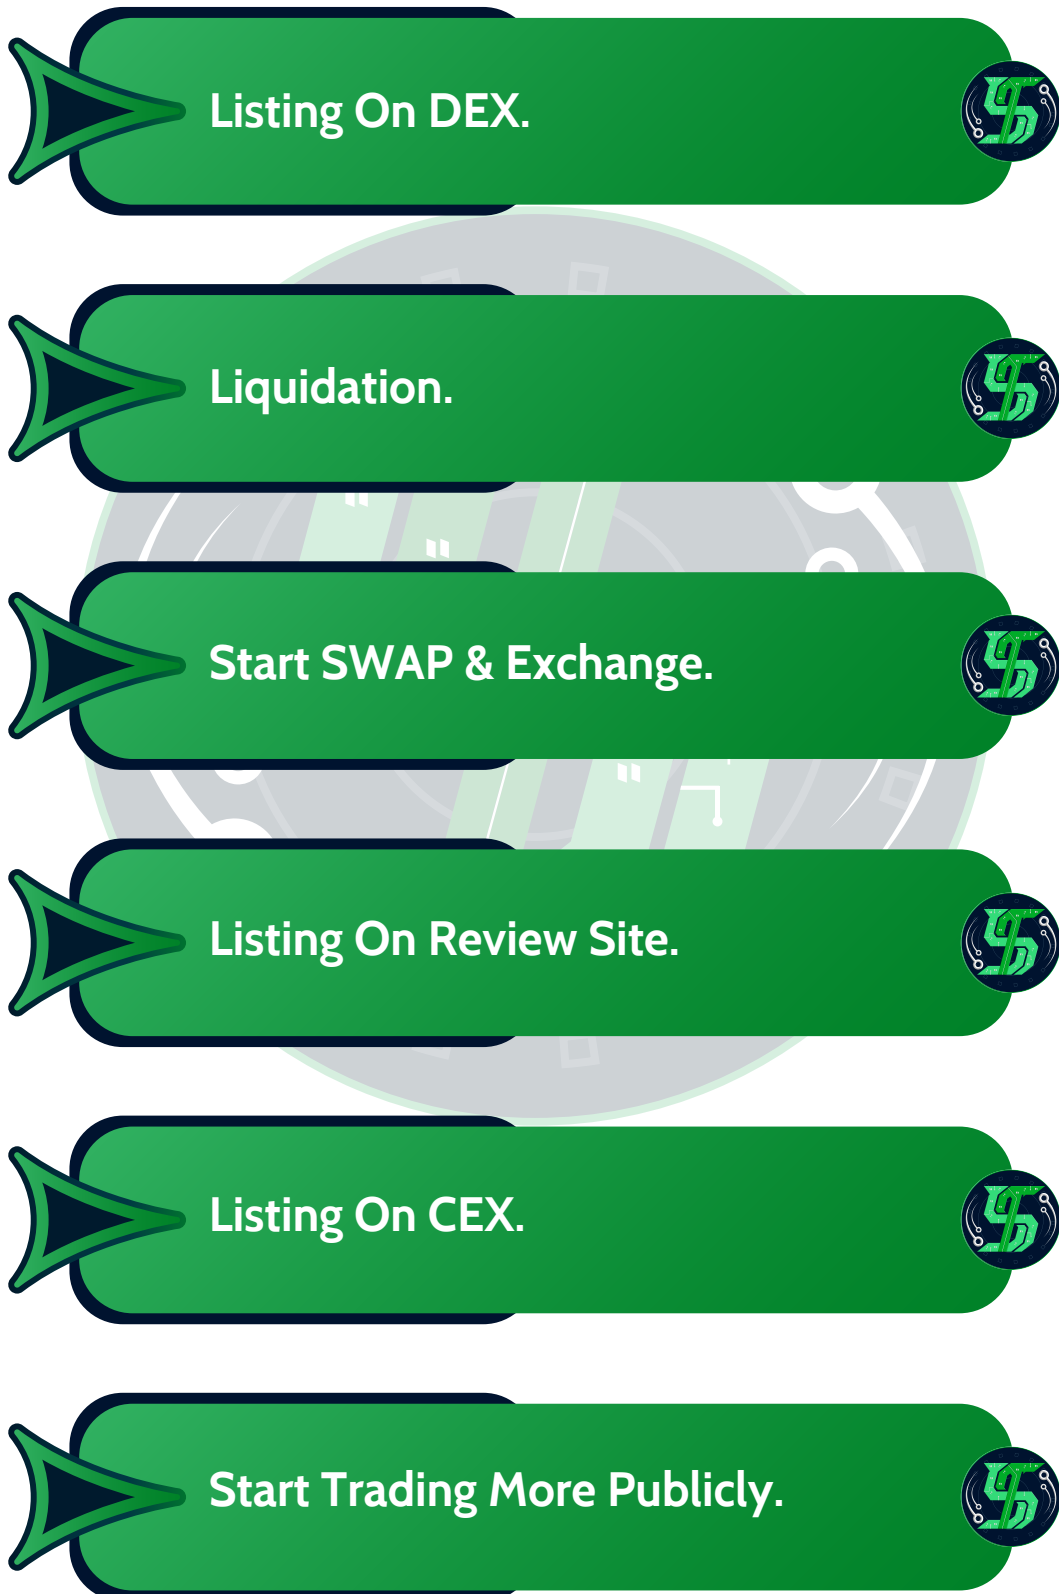 Listing On DEX.
Liquidation.
Start SWAP & Exchange.
Listing On Review Site.
Listing On CEX.
Start Trading More Publicly.